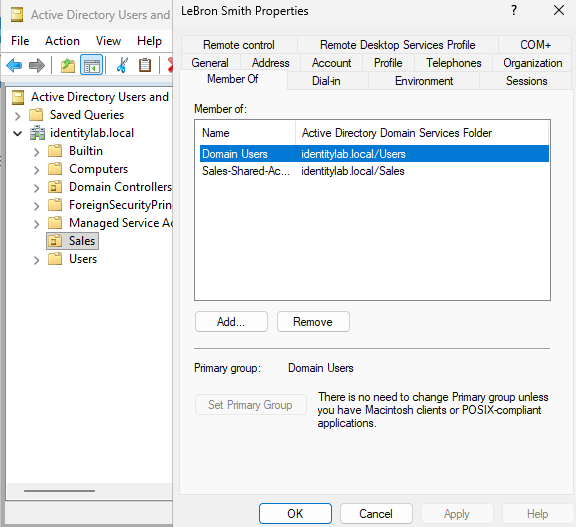 Active Directory Users and
File Action View Help
Active Directory Users and
Saved Queries
identitylab.local
Builtin
Computers
Domain Controllers
ForeignSecurityPrin
Managed Service Ac
Sales
Users
LeBron Smith Properties
?
Remote control Remote Desktop Services Profile COM+
General Address Account Profile Telephones Organization
Member Of Dial-in Environment Sessions
Member of:
Name Active Directory Domain Services Folder
Domain Users identitylab.local/Users
Sales-Shared-Ac... identitylab.local/Sales
Add... Remove
Primary group: Domain Users
Set Primary Group
There is no need to change Primary group unless
you have Macintosh clients or POSIX-compliant
applications.
OK Cancel Apply Help